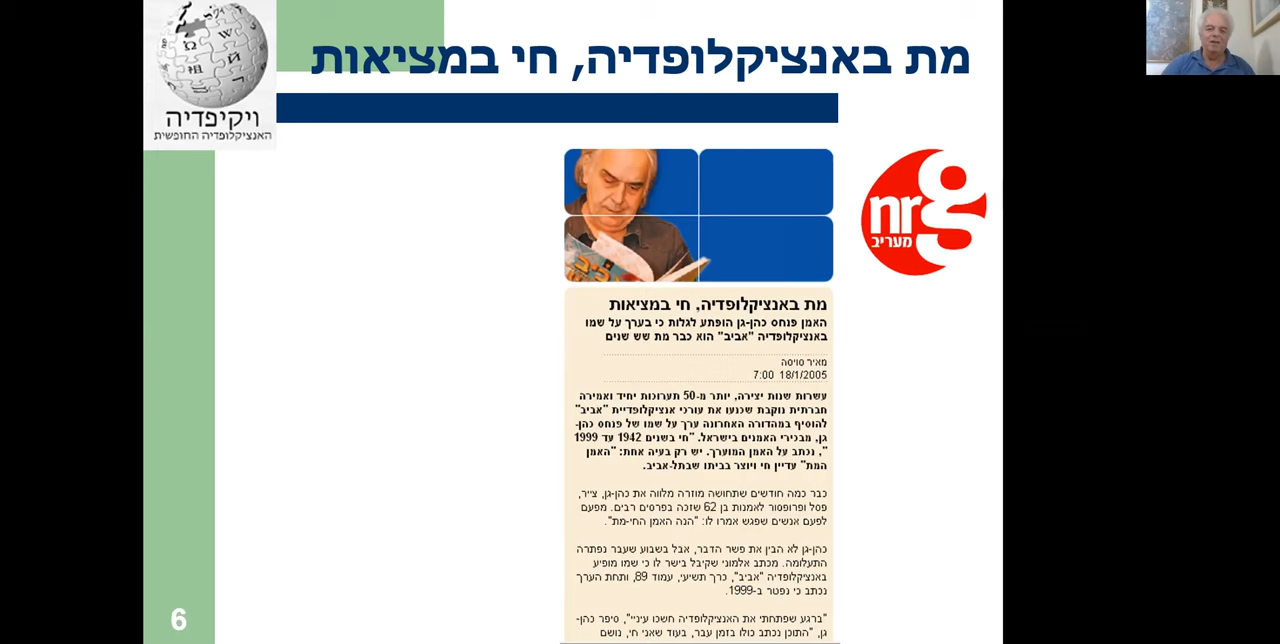 מת באנציקלופדיה, חי במציאות
ויקיפדיה
האנציקלופדיה החופשית
nrg
מעריב
מת באנציקלופדיה, חי במציאות
האמן פנחס כהן-גן הופתע לגלות כי בערך על שמו
באנציקלופדיה "אביב" הוא כבר מת שש שנים
מאיר סויסה
18/1/2005 7:00
עשרות שנות יצירה, יותר מ-50 תערוכות יחיד ואמירה
חברתית נוקבת שכנעו את עורכי אנציקלופדיית "אביב"
להוסיף במהדורה האחרונה ערך על שמו של פנחס כהן-
גן, מבכירי האמנים בישראל. "חי בשנים 1942 עד 1999
", נכתב על האמן המוערך. יש רק בעיה אחת: "האמן
המת" עדיין חי ויוצר בביתו שבתל-אביב.
כבר כמה חודשים שתחושה מוזרה מלווה את כהן-גן, צייר,
פסל ופרופסור לאמנות בן 62 שזכה בפרסים רבים. מפעם
לפעם אנשים שפגש אמרו לו: "הנה האמן החי-מת".
כהן-גן לא הבין את פשר הדבר, אבל בשבוע שעבר נפתרה
התעלומה. מכתב אלמוני שקיבל בישר לו כי שמו מופיע
באנציקלופדיה "אביב", כרך תשיעי, עמוד 89, ותחת הערך
נכתב כי נפטר ב-1999.
"ברגע שפתחתי את האנציקלופדיה חשכו עיניי", סיפר כהן-
גן, "התוכן נכתב כולו בזמן עבר, בעוד שאני חי, נושם
6